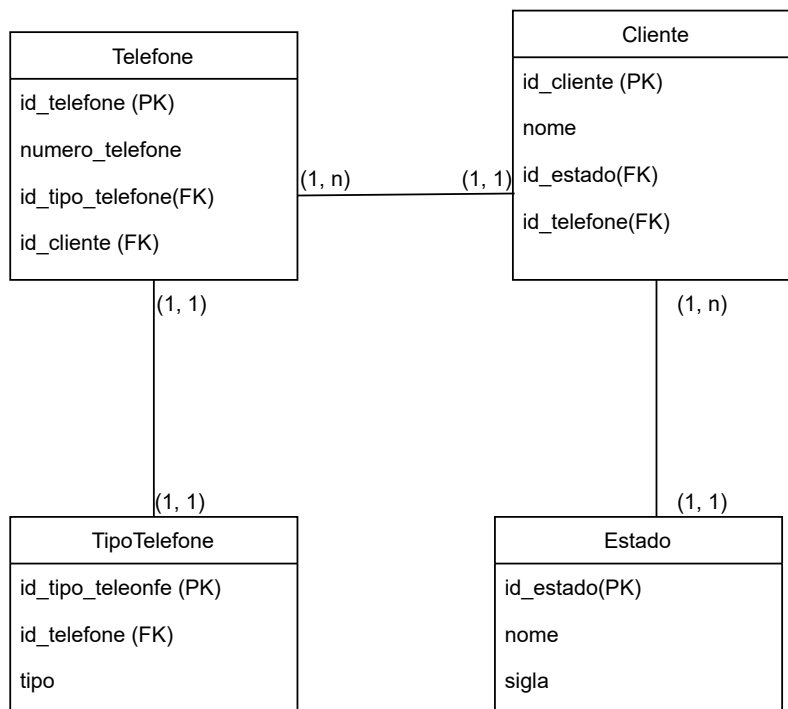 Telefone
id_telefone (PK)
numero_telefone
id_tipo_telefone(FK)
id_cliente (FK)
(1, n)
(1, 1)
Cliente
id_cliente (PK)
nome
id_estado(FK)
id_telefone(FK)
(1, 1)
(1, n)
(1, 1)
(1, 1)
TipoTelefone
id_tipo_teleonfe (PK)
id_telefone (FK)
tipo
Estado
id_estado(PK)
nome
sigla